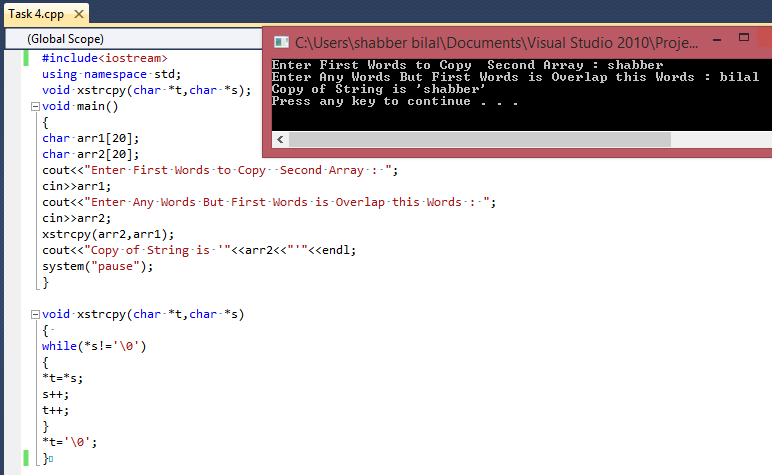 Task 4.cpp
(Global Scope)
C:\Users\shabber bilal\Documents\Visual Studio 2010\Proje...
Enter First Words to Copy  Second Array : shabber
Enter Any Words But First Words is Overlap this Words : bilal
Copy of String is 'shabber'
Press any key to continue . . .
#include<iostream>
using namespace std;
void xstrcpy(char *t,char *s);
void main()
{
char arr1[20];
char arr2[20];
cout<<"Enter First Words to Copy  Second Array : ";
cin>>arr1;
cout<<"Enter Any Words But First Words is Overlap this Words : ";
cin>>arr2;
xstrcpy(arr2,arr1);
cout<<"Copy of String is '"<<arr2<<"'"<<endl;
system("pause");
}
void xstrcpy(char *t,char *s)
{
while(*s!='\0')
{
*t=*s;
s++;
t++;
}
*t='\0';
}